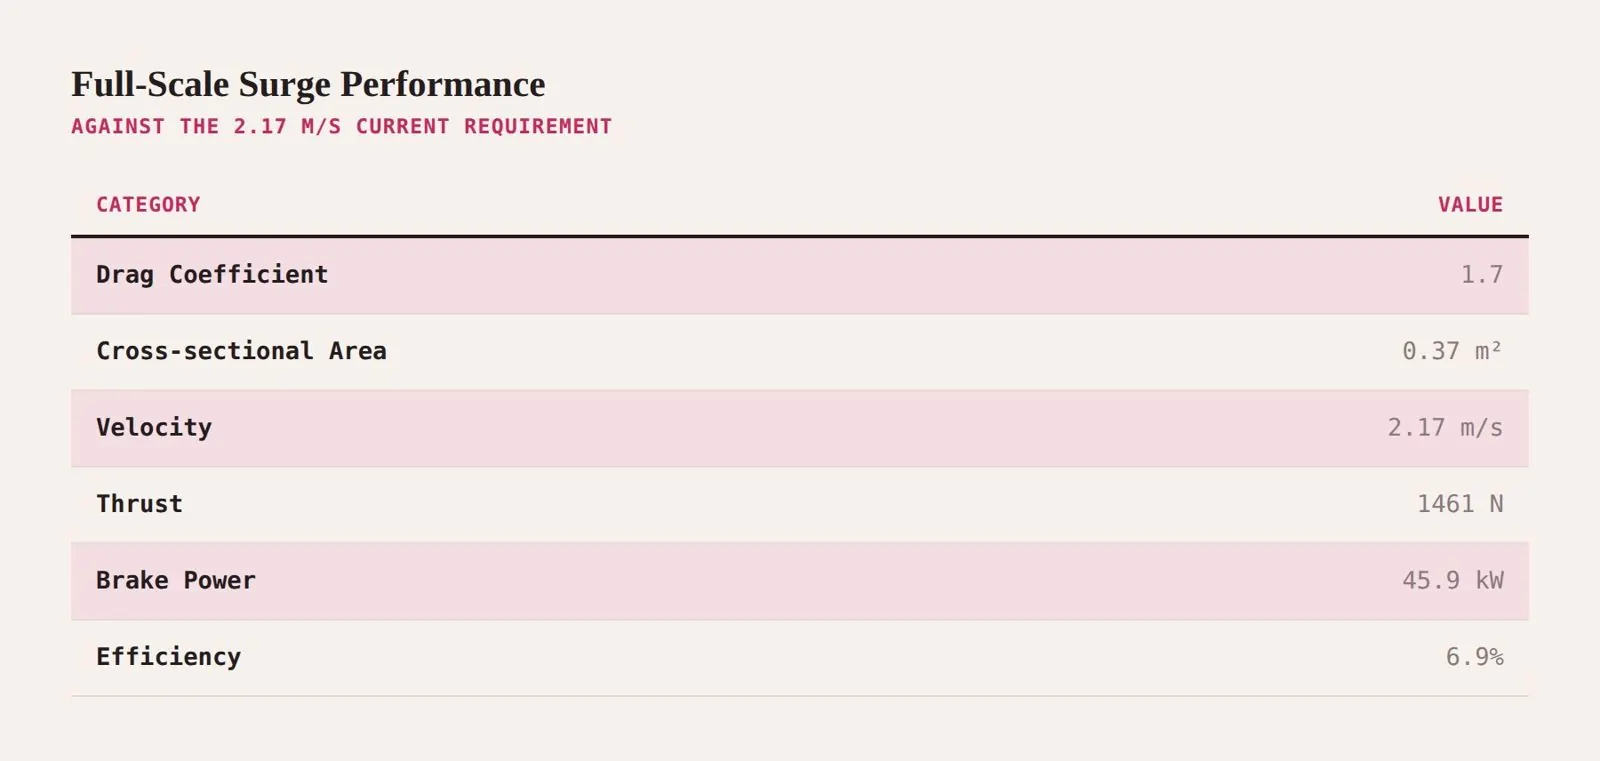 Full-Scale Surge Performance
AGAINST THE 2.17 M/S CURRENT REQUIREMENT
CATEGORY VALUE
Drag Coefficient 1.7
Cross-sectional Area 0.37 m²
Velocity 2.17 m/s
Thrust 1461 N
Brake Power 45.9 kW
Efficiency 6.9%